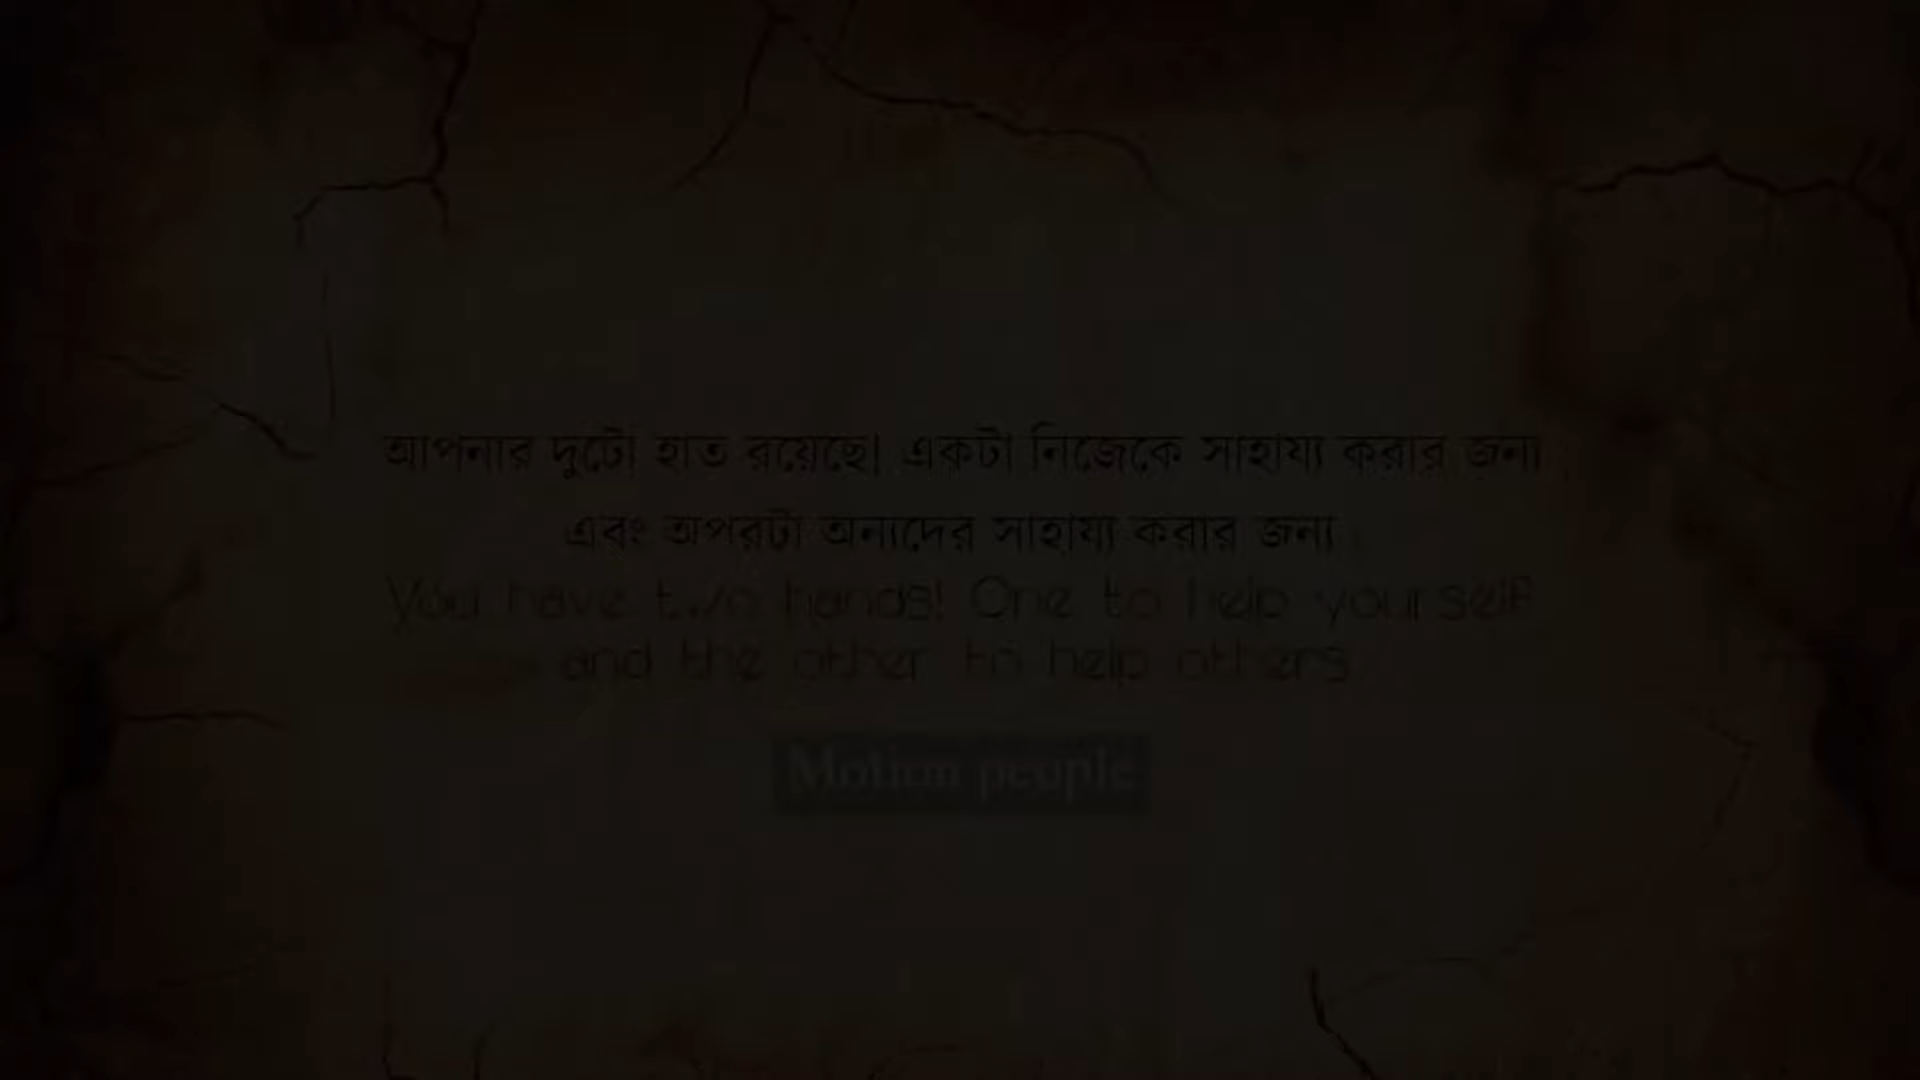 আপনার দুটো হাত রয়েছে। একটা নিজেকে সাহায্য করার জন্য
এবং অপরটা অন্যদের সাহায্য করার জন্য
You have two hands! One to help yourself
and the other to help others
Motion people